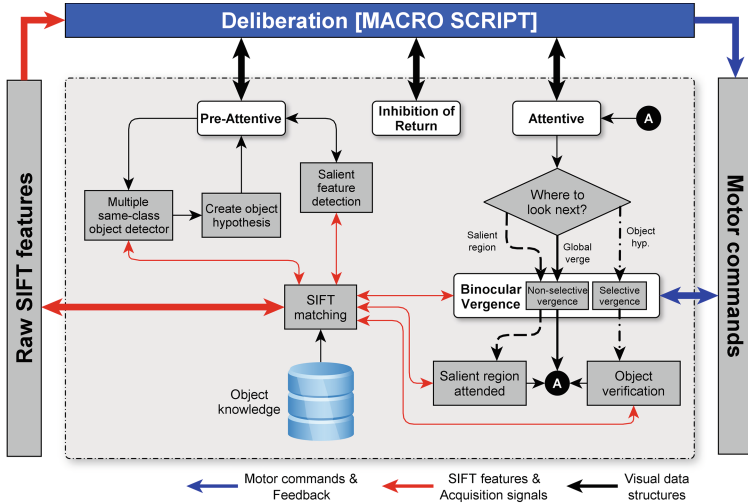 Deliberation [MACRO SCRIPT]
Raw SIFT features
Motor commands
Pre-Attentive
Inhibition of
Return
Attentive
A
Multiple
same-class
object detector
Create object
hypothesis
Salient
feature
detection
Where to
look next?
Salient
region
Global
verge
Object
hyp.
Binocular
Vergence
Non-selective
vergence
Selective
vergence
SIFT
matching
Object
knowledge
Salient region
attended
A
Object
verification
Motor commands &
Feedback
SIFT features &
Acquisition signals
Visual data
structures